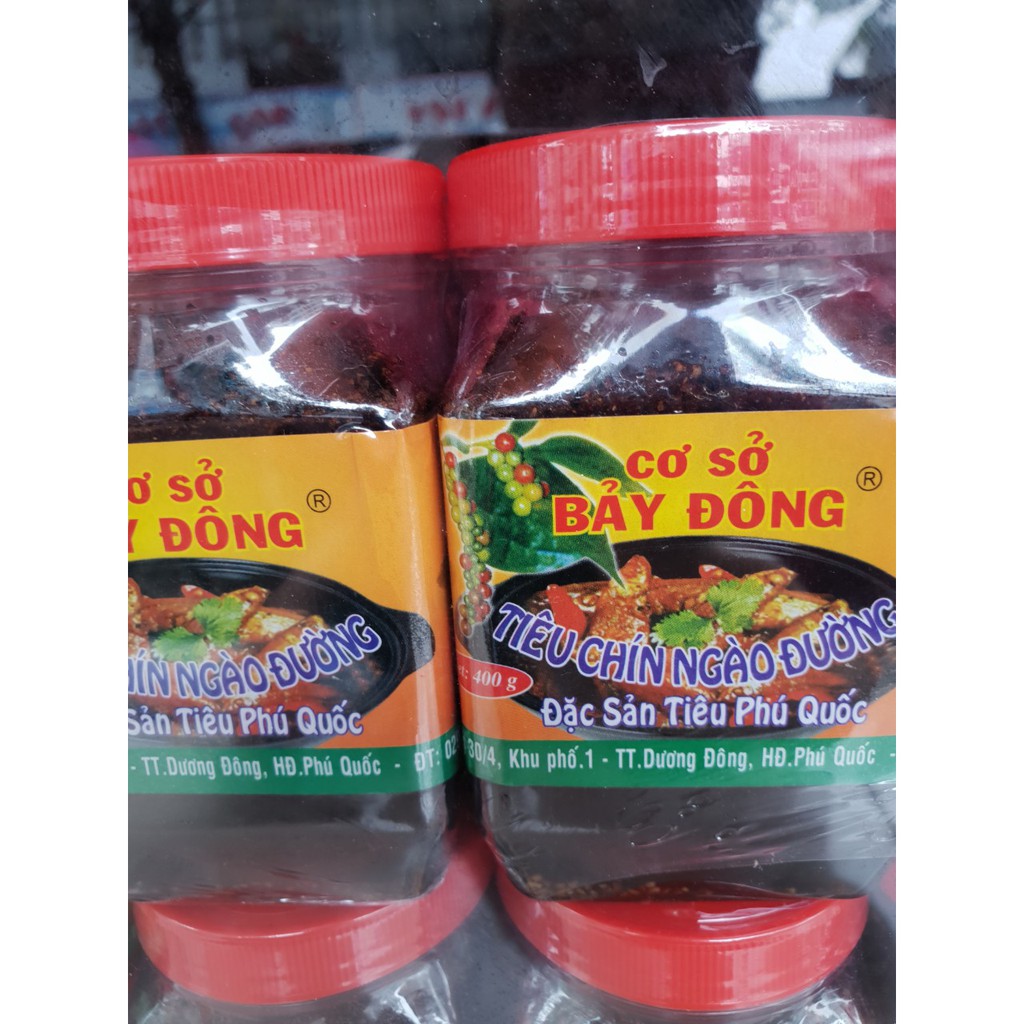 Ơ SỞ
Y ĐÔNG ®
HÍN NGÀO ĐƯỜNG
Sản Tiêu Phú Quốc
- TT.Dương Đông, HĐ.Phú Quốc - ĐT: 02
CƠ SỞ
BẢY ĐÔNG ®
TIÊU CHÍN NGÀO ĐƯỜNG
400 g
Đặc Sản Tiêu Phú Quốc
30/4, Khu phố.1 - TT.Dương Đông, HĐ.Phú Quốc -